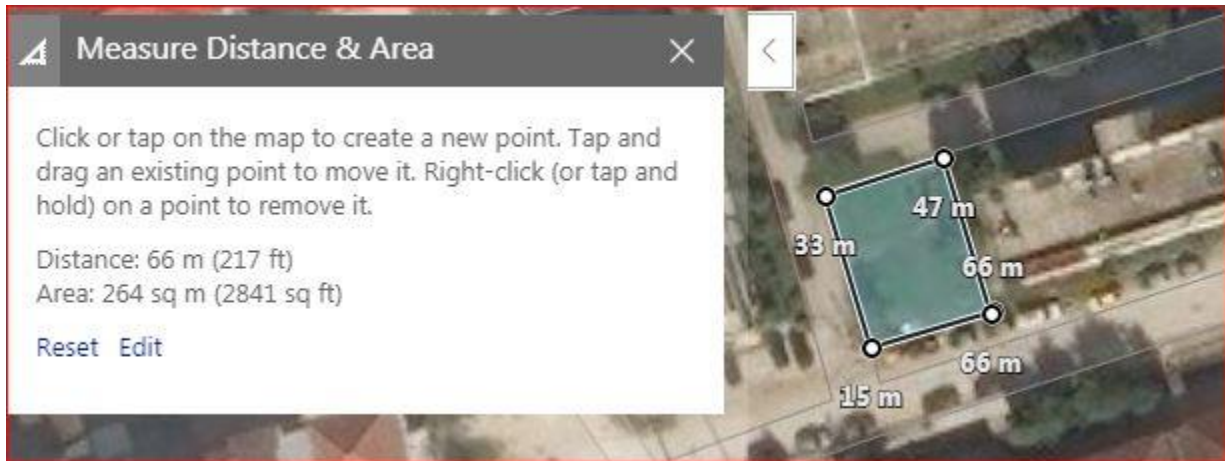 Measure Distance & Area
Click or tap on the map to create a new point. Tap and
drag an existing point to move it. Right-click (or tap and
hold) on a point to remove it.
Distance: 66 m (217 ft)
Area: 264 sq m (2841 sq ft)
Reset Edit
47 m
33 m
66 m
66 m
15 m